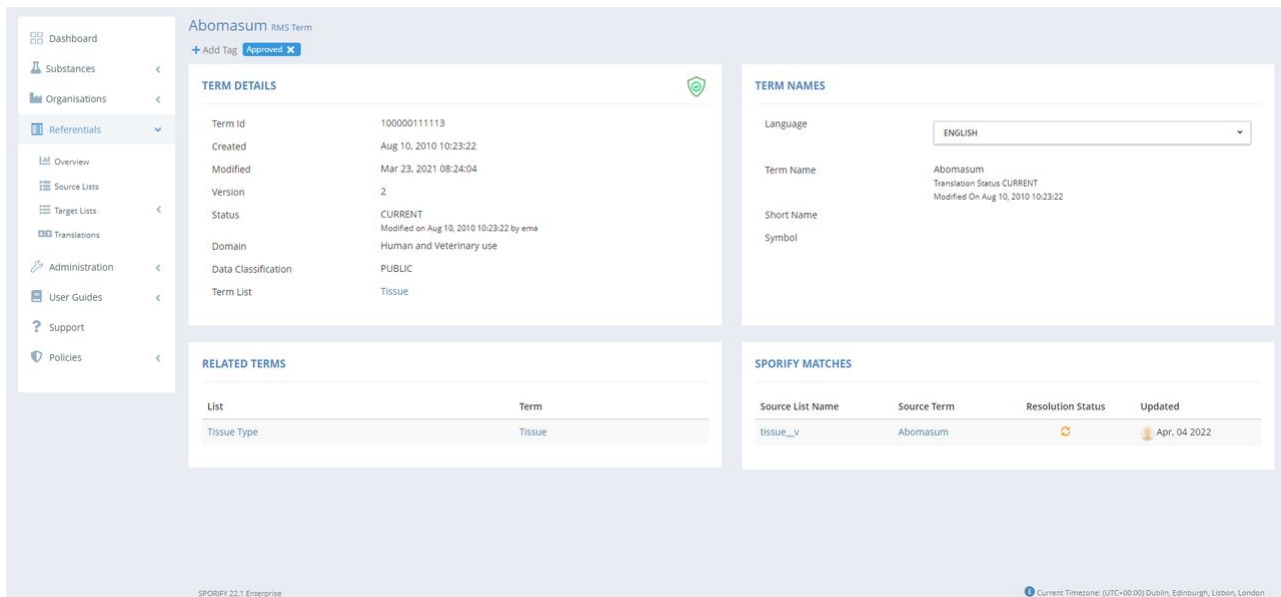 Dashboard
Substances
Organisations
Referentials
Overview
Source Lists
Target Lists
Translations
Administration
User Guides
Support
Policies
Abomasum RMS Term
Add Tag Approved
TERM DETAILS
Term Id 100000111113
Created Aug 10, 2010 10:23:22
Modified Mar 23, 2021 08:24:04
Version 2
Status CURRENT
Modified on Aug 10, 2010 10:23:22 by ema
Domain Human and Veterinary use
Data Classification PUBLIC
Term List Tissue
TERM NAMES
Language ENGLISH
Term Name Abomasum
Translation Status CURRENT
Modified On Aug 10, 2010 10:23:22
Short Name
Symbol
RELATED TERMS
List Term
Tissue Type Tissue
SPORIFY MATCHES
Source List Name Source Term Resolution Status Updated
tissue__v Abomasum Apr, 04 2022
SPORIFY 22.1 Enterprise
Current Timezone: (UTC+00:00) Dublin, Edinburgh, Lisbon, London